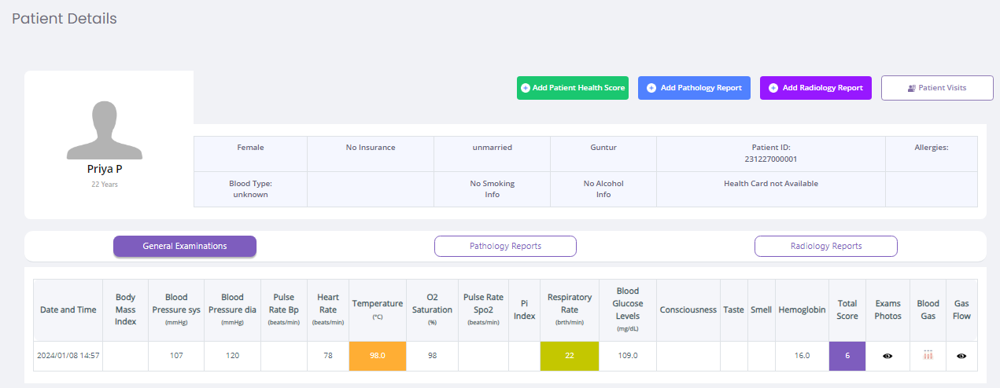 Patient Details
Add Patient Health Score
Add Pathology Report
Add Radiology Report
Patient Visits
Priya P
22 Years
Female No Insurance unmarried Guntur Patient ID: 231227000001 Allergies:
Blood Type: unknown No Smoking Info No Alcohol Info Health Card not Available
General Examinations Pathology Reports Radiology Reports
Date and Time Body Mass Index Blood Pressure sys (mmHg) Blood Pressure dia (mmHg) Pulse Rate Bp (beats/min) Heart Rate (beats/min) Temperature (°C) O2 Saturation (%) Pulse Rate Spo2 (beats/min) Pi Index Respiratory Rate (brth/min) Blood Glucose Levels (mg/dL) Consciousness Taste Smell Hemoglobin Total Score Exams Photos Blood Gas Gas Flow
2024/01/08 14:57 107 120 78 98.0 98 22 109.0 16.0 6